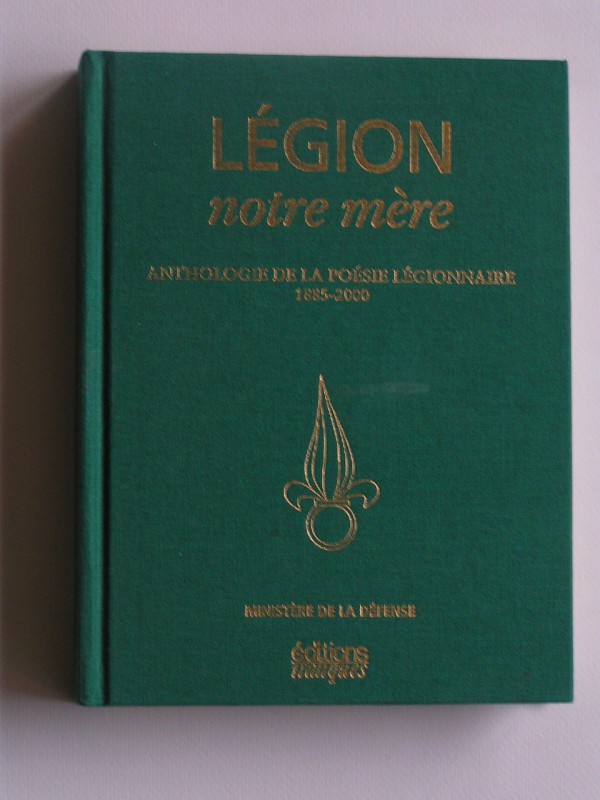 LÉGION
notre mère
ANTHOLOGIE DE LA POÉSIE LÉGIONNAIRE
1885-2000
MINISTÈRE DE LA DÉFENSE
éditions
italiques